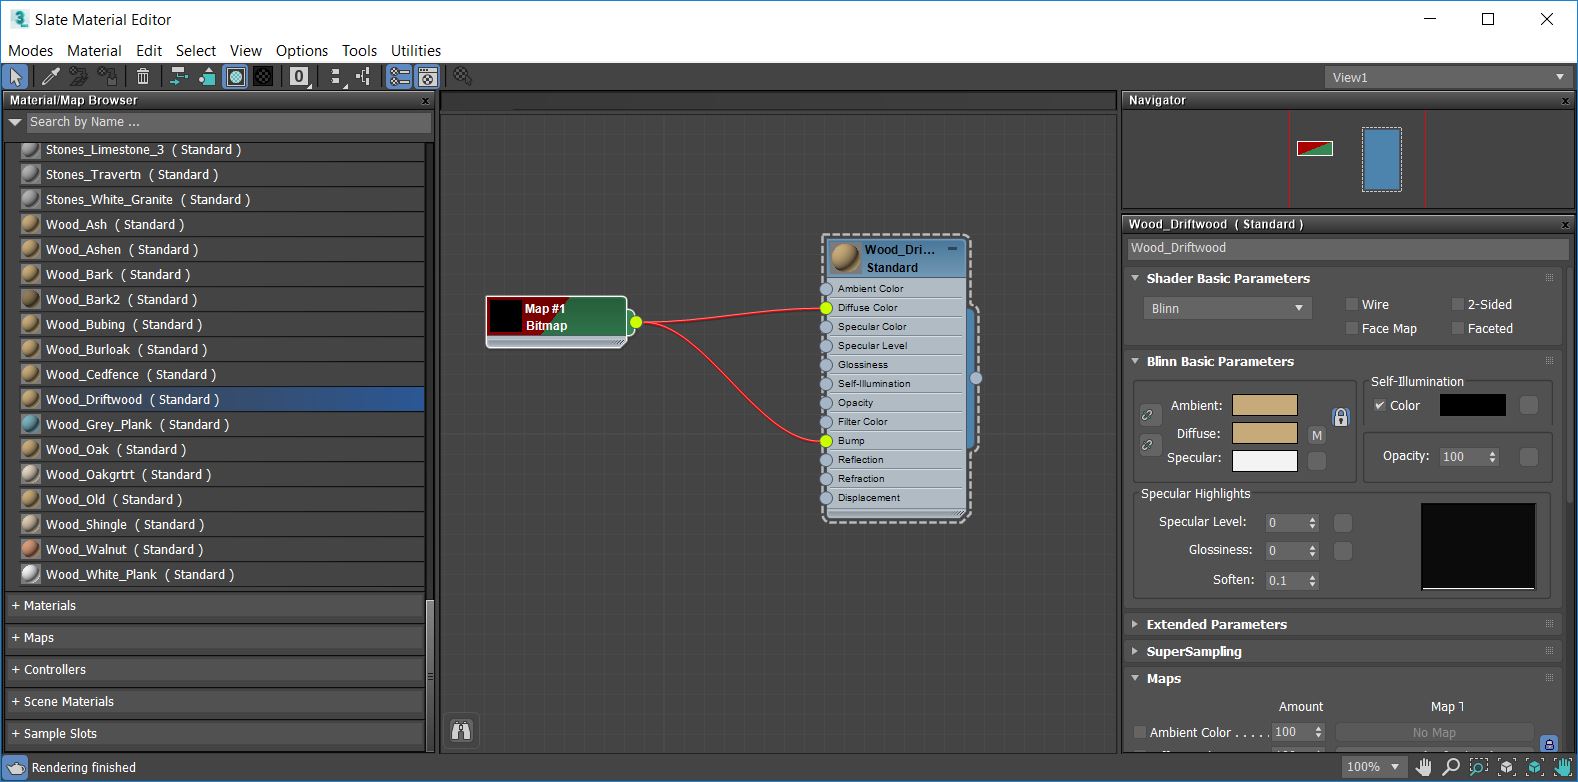 Slate Material Editor
Modes Material Edit Select View Options Tools Utilities
0
View1
Material/Map Browser
Search by Name ...
Stones_Limestone_3 ( Standard )
Stones_Travertn ( Standard )
Stones_White_Granite ( Standard )
Wood_Ash ( Standard )
Wood_Ashen ( Standard )
Wood_Bark ( Standard )
Wood_Bark2 ( Standard )
Wood_Bubing ( Standard )
Wood_Burloak ( Standard )
Wood_Cedfence ( Standard )
Wood_Driftwood ( Standard )
Wood_Grey_Plank ( Standard )
Wood_Oak ( Standard )
Wood_Oakgrtrt ( Standard )
Wood_Old ( Standard )
Wood_Shingle ( Standard )
Wood_Walnut ( Standard )
Wood_White_Plank ( Standard )
+ Materials
+ Maps
+ Controllers
+ Scene Materials
+ Sample Slots
Rendering finished
Map #1
Bitmap
Wood_Dri...
Standard
Ambient Color
Diffuse Color
Specular Color
Specular Level
Glossiness
Self-Illumination
Opacity
Filter Color
Bump
Reflection
Refraction
Displacement
Navigator
Wood_Driftwood ( Standard )
Wood_Driftwood
Shader Basic Parameters
Blinn
Wire
2-Sided
Face Map
Faceted
Blinn Basic Parameters
Ambient:
Diffuse:
M
Specular:
Self-Illumination
Color
Opacity: 100
Specular Highlights
Specular Level: 0
Glossiness: 0
Soften: 0.1
Extended Parameters
SuperSampling
Maps
Amount Map T
Ambient Color . . . . . 100 No Map
100%